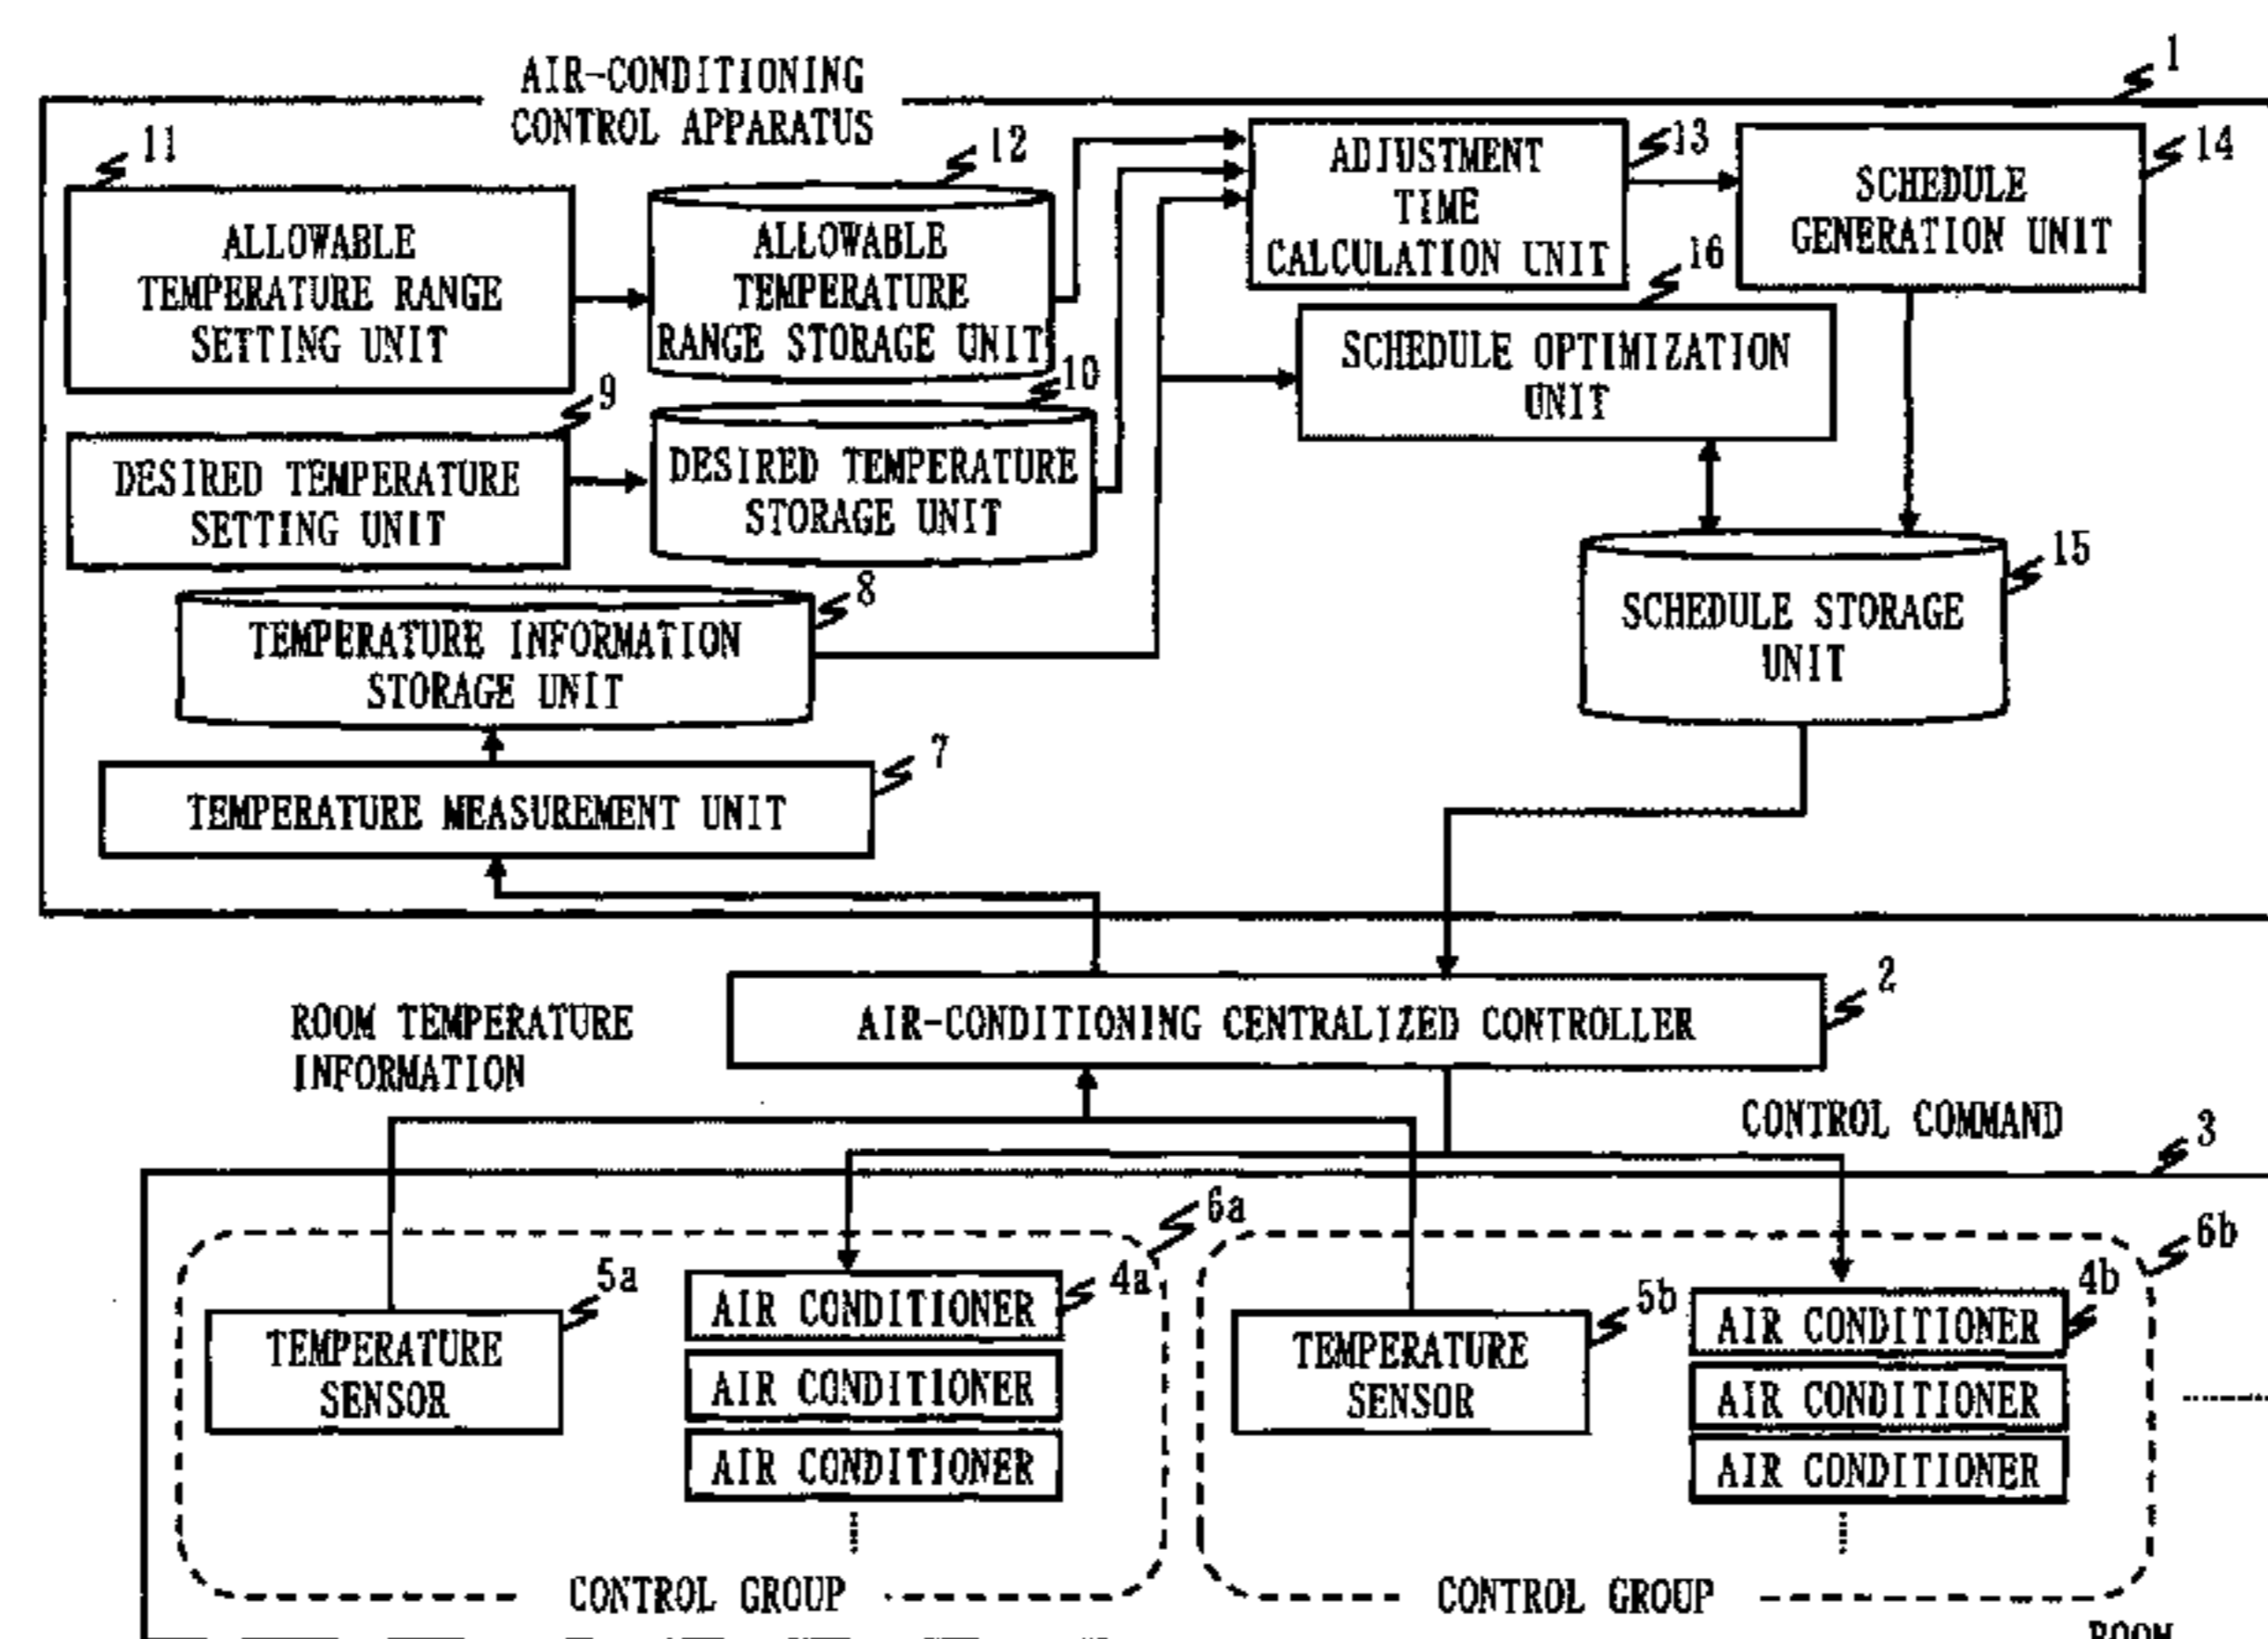 1
AIR-CONDITIONING
CONTROL APPARATUS
11
ALLOWABLE
TEMPERATURE RANGE
SETTING UNIT
12
ALLOWABLE
TEMPERATURE
RANGE STORAGE UNIT
13
ADJUSTMENT
TIME
CALCULATION UNIT
14
SCHEDULE
GENERATION UNIT
16
SCHEDULE OPTIMIZATION
UNIT
9
DESIRED TEMPERATURE
SETTING UNIT
10
DESIRED TEMPERATURE
STORAGE UNIT
15
SCHEDULE STORAGE
UNIT
8
TEMPERATURE INFORMATION
STORAGE UNIT
7
TEMPERATURE MEASUREMENT UNIT
2
AIR-CONDITIONING CENTRALIZED CONTROLLER
ROOM TEMPERATURE
INFORMATION
CONTROL COMMAND
3
6a
5a
TEMPERATURE
SENSOR
4a
AIR CONDITIONER
AIR CONDITIONER
AIR CONDITIONER
CONTROL GROUP
6b
5b
TEMPERATURE
SENSOR
4b
AIR CONDITIONER
AIR CONDITIONER
AIR CONDITIONER
CONTROL GROUP
ROOM